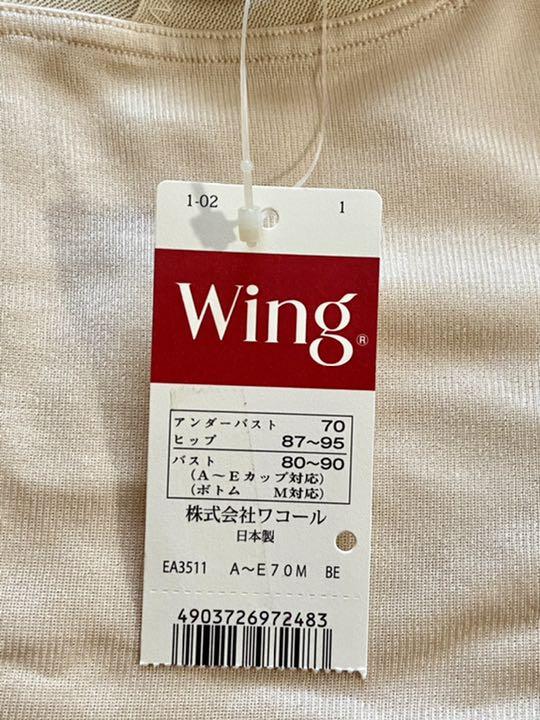 1-02 1
Wing®
アンダーバスト 70
ヒップ 87〜95
バスト 80〜90
(A〜Eカップ対応)
(ボトム M対応)
株式会社ワコール
日本製
EA3511 A〜E70M BE
4903726972483